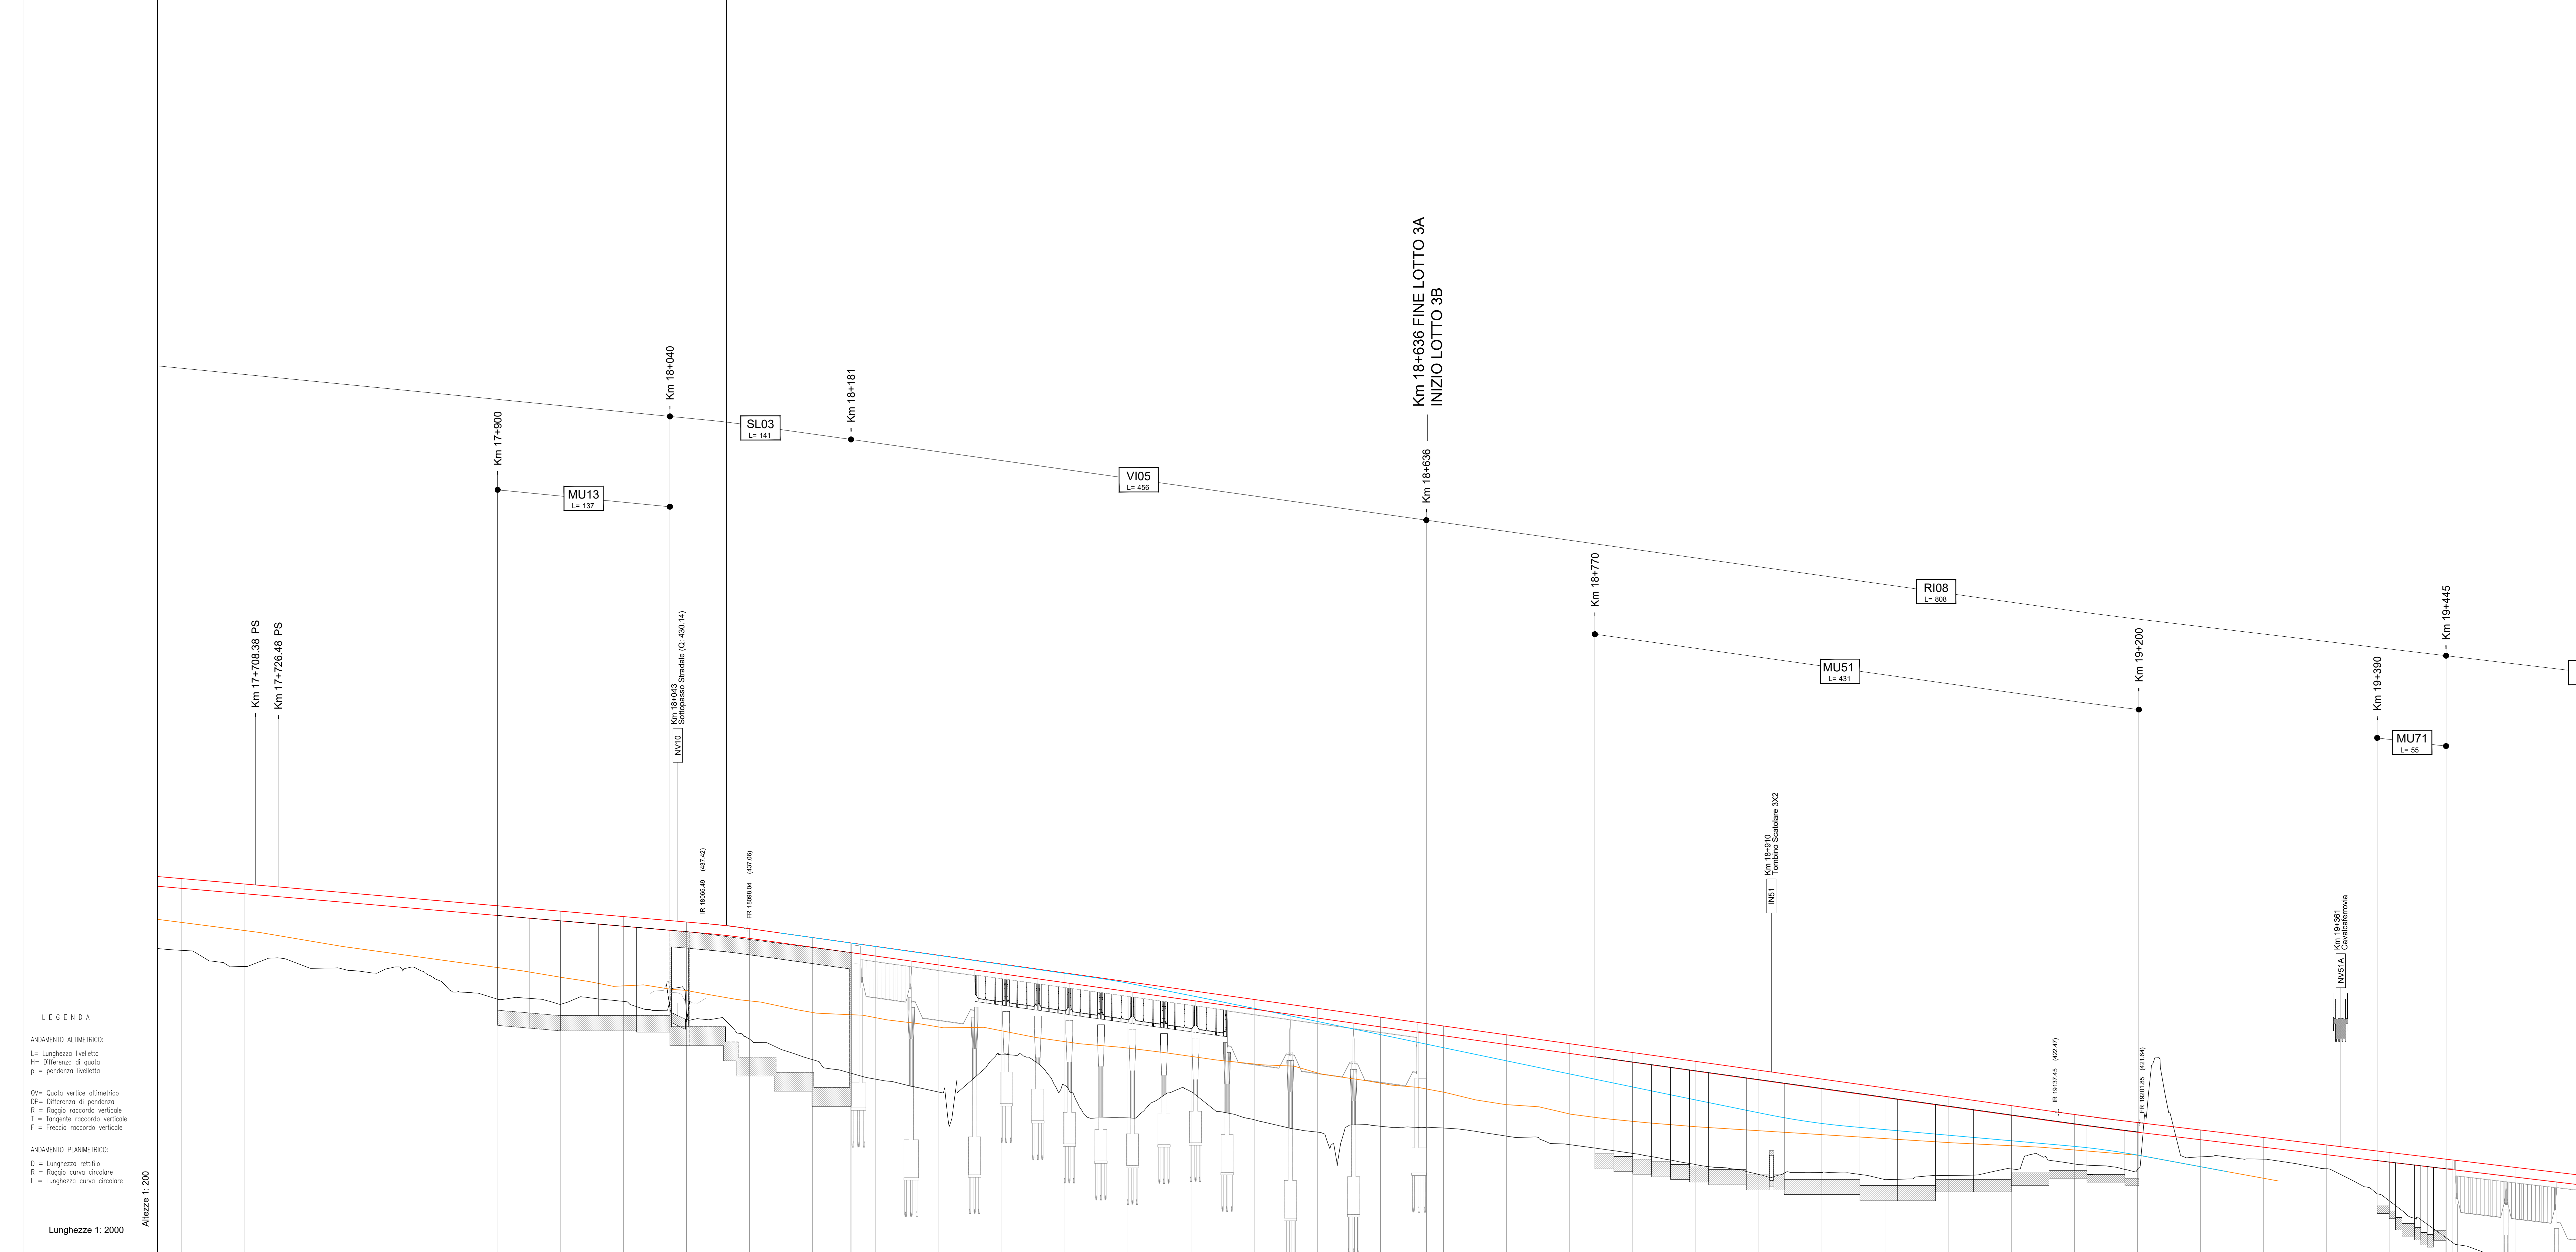 Km 18+636 FINE LOTTO 3A
INIZIO LOTTO 3B
Km 18+040
Km 18+181
Km 17+900
SL03
L= 141
MU13
L= 137
VI05
L= 456
Km 18+636
Km 18+770
RI08
L= 808
Km 19+445
Km 19+200
Km 19+390
MU51
L= 431
MU71
L= 55
Km 17+708.38 PS
Km 17+726.48 PS
Km 18+043
Sottopasso Stradale (Q: 430.14)
NV10
IR 18065.49 (437.42)
FR 18098.04 (437.06)
Km 18+910
Tombino Scatolare 3X2
IN51
Km 19+361
Cavalcaferrovia
NV51A
IR 19137.45 (422.47)
FR 19201.85 (421.64)
LEGENDA
ANDAMENTO ALTIMETRICO:
L= Lunghezza livelletta
H= Differenza di quota
p = pendenza livelletta
QV= Quota vertice altimetrico
DP= Differenza di pendenza
R = Raggio raccordo verticale
T = Tangente raccordo verticale
F = Freccia raccordo verticale
ANDAMENTO PLANIMETRICO:
D = Lunghezza rettifilo
R = Raggio curva circolare
L = Lunghezza curva circolare
Altezze 1: 200
Lunghezze 1: 2000